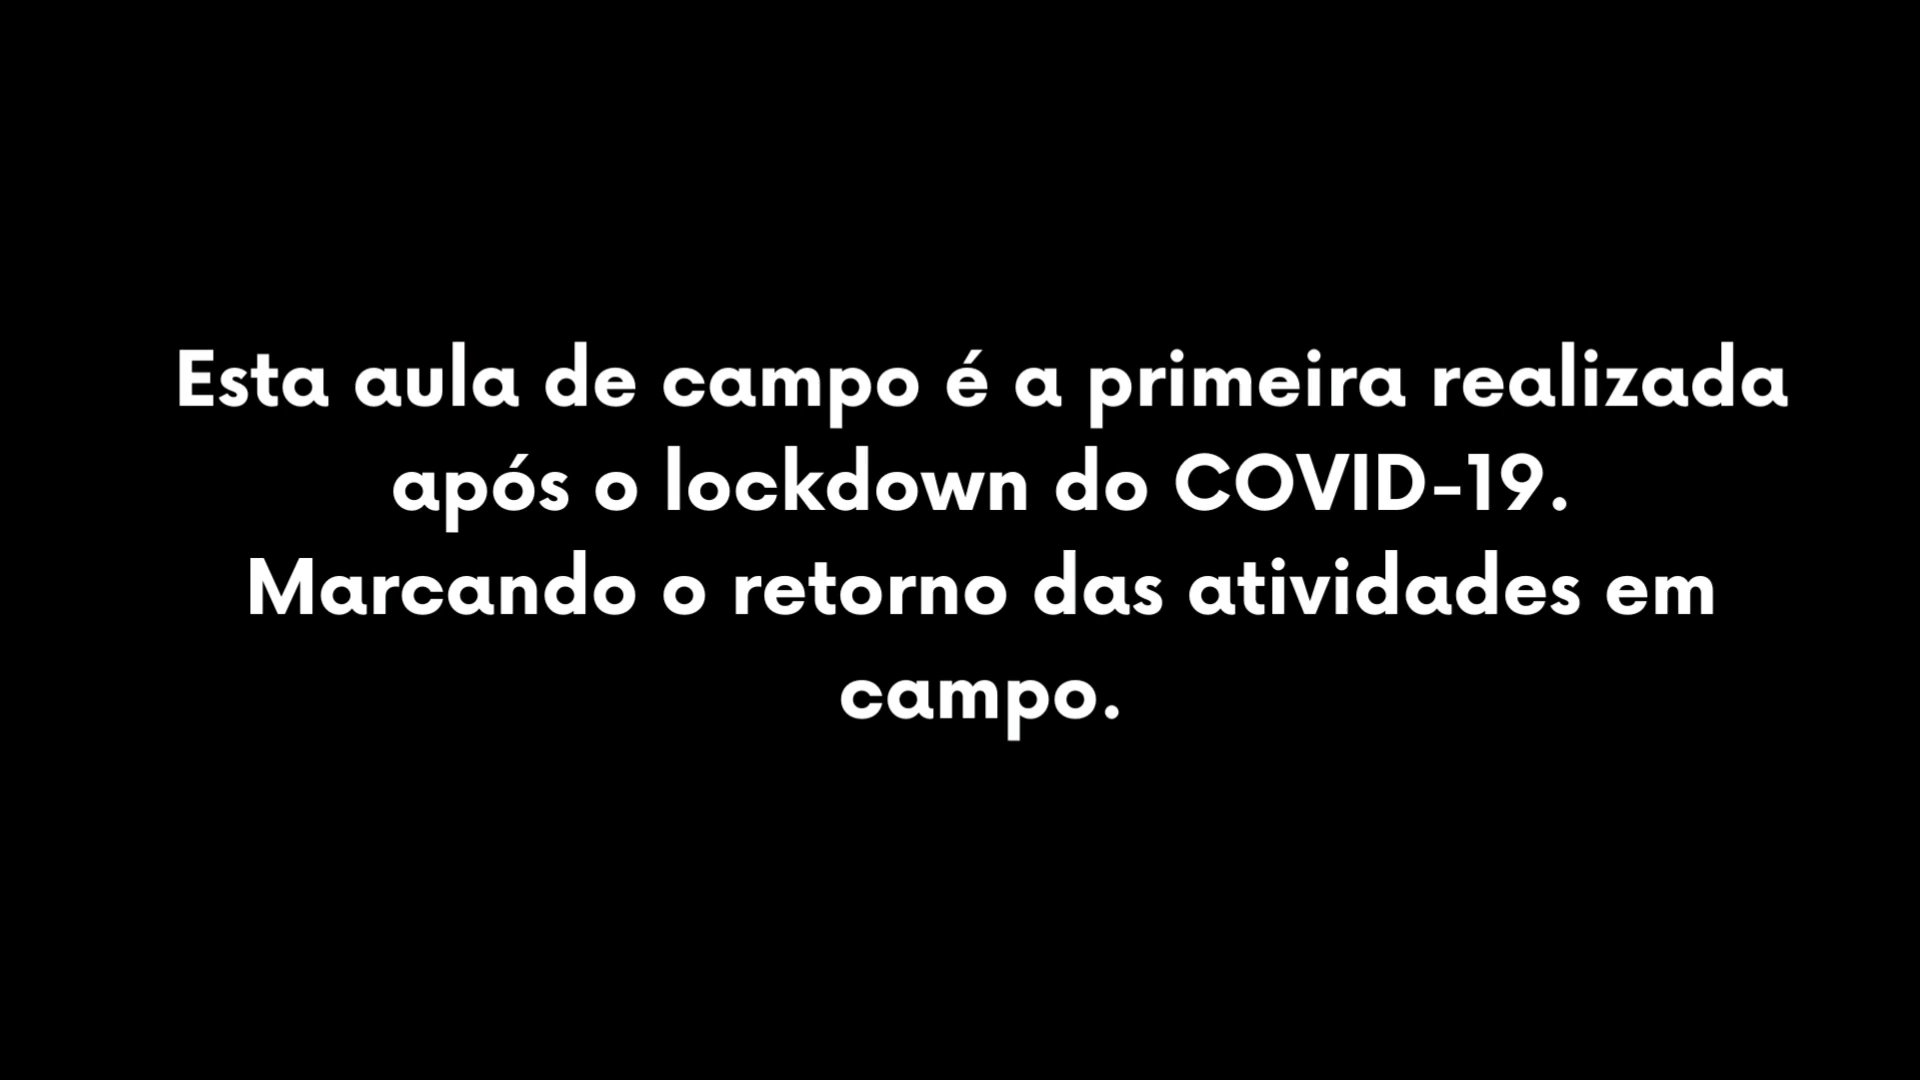 Esta aula de campo é a primeira realizada
após o lockdown do COVID-19.
Marcando o retorno das atividades em
campo.